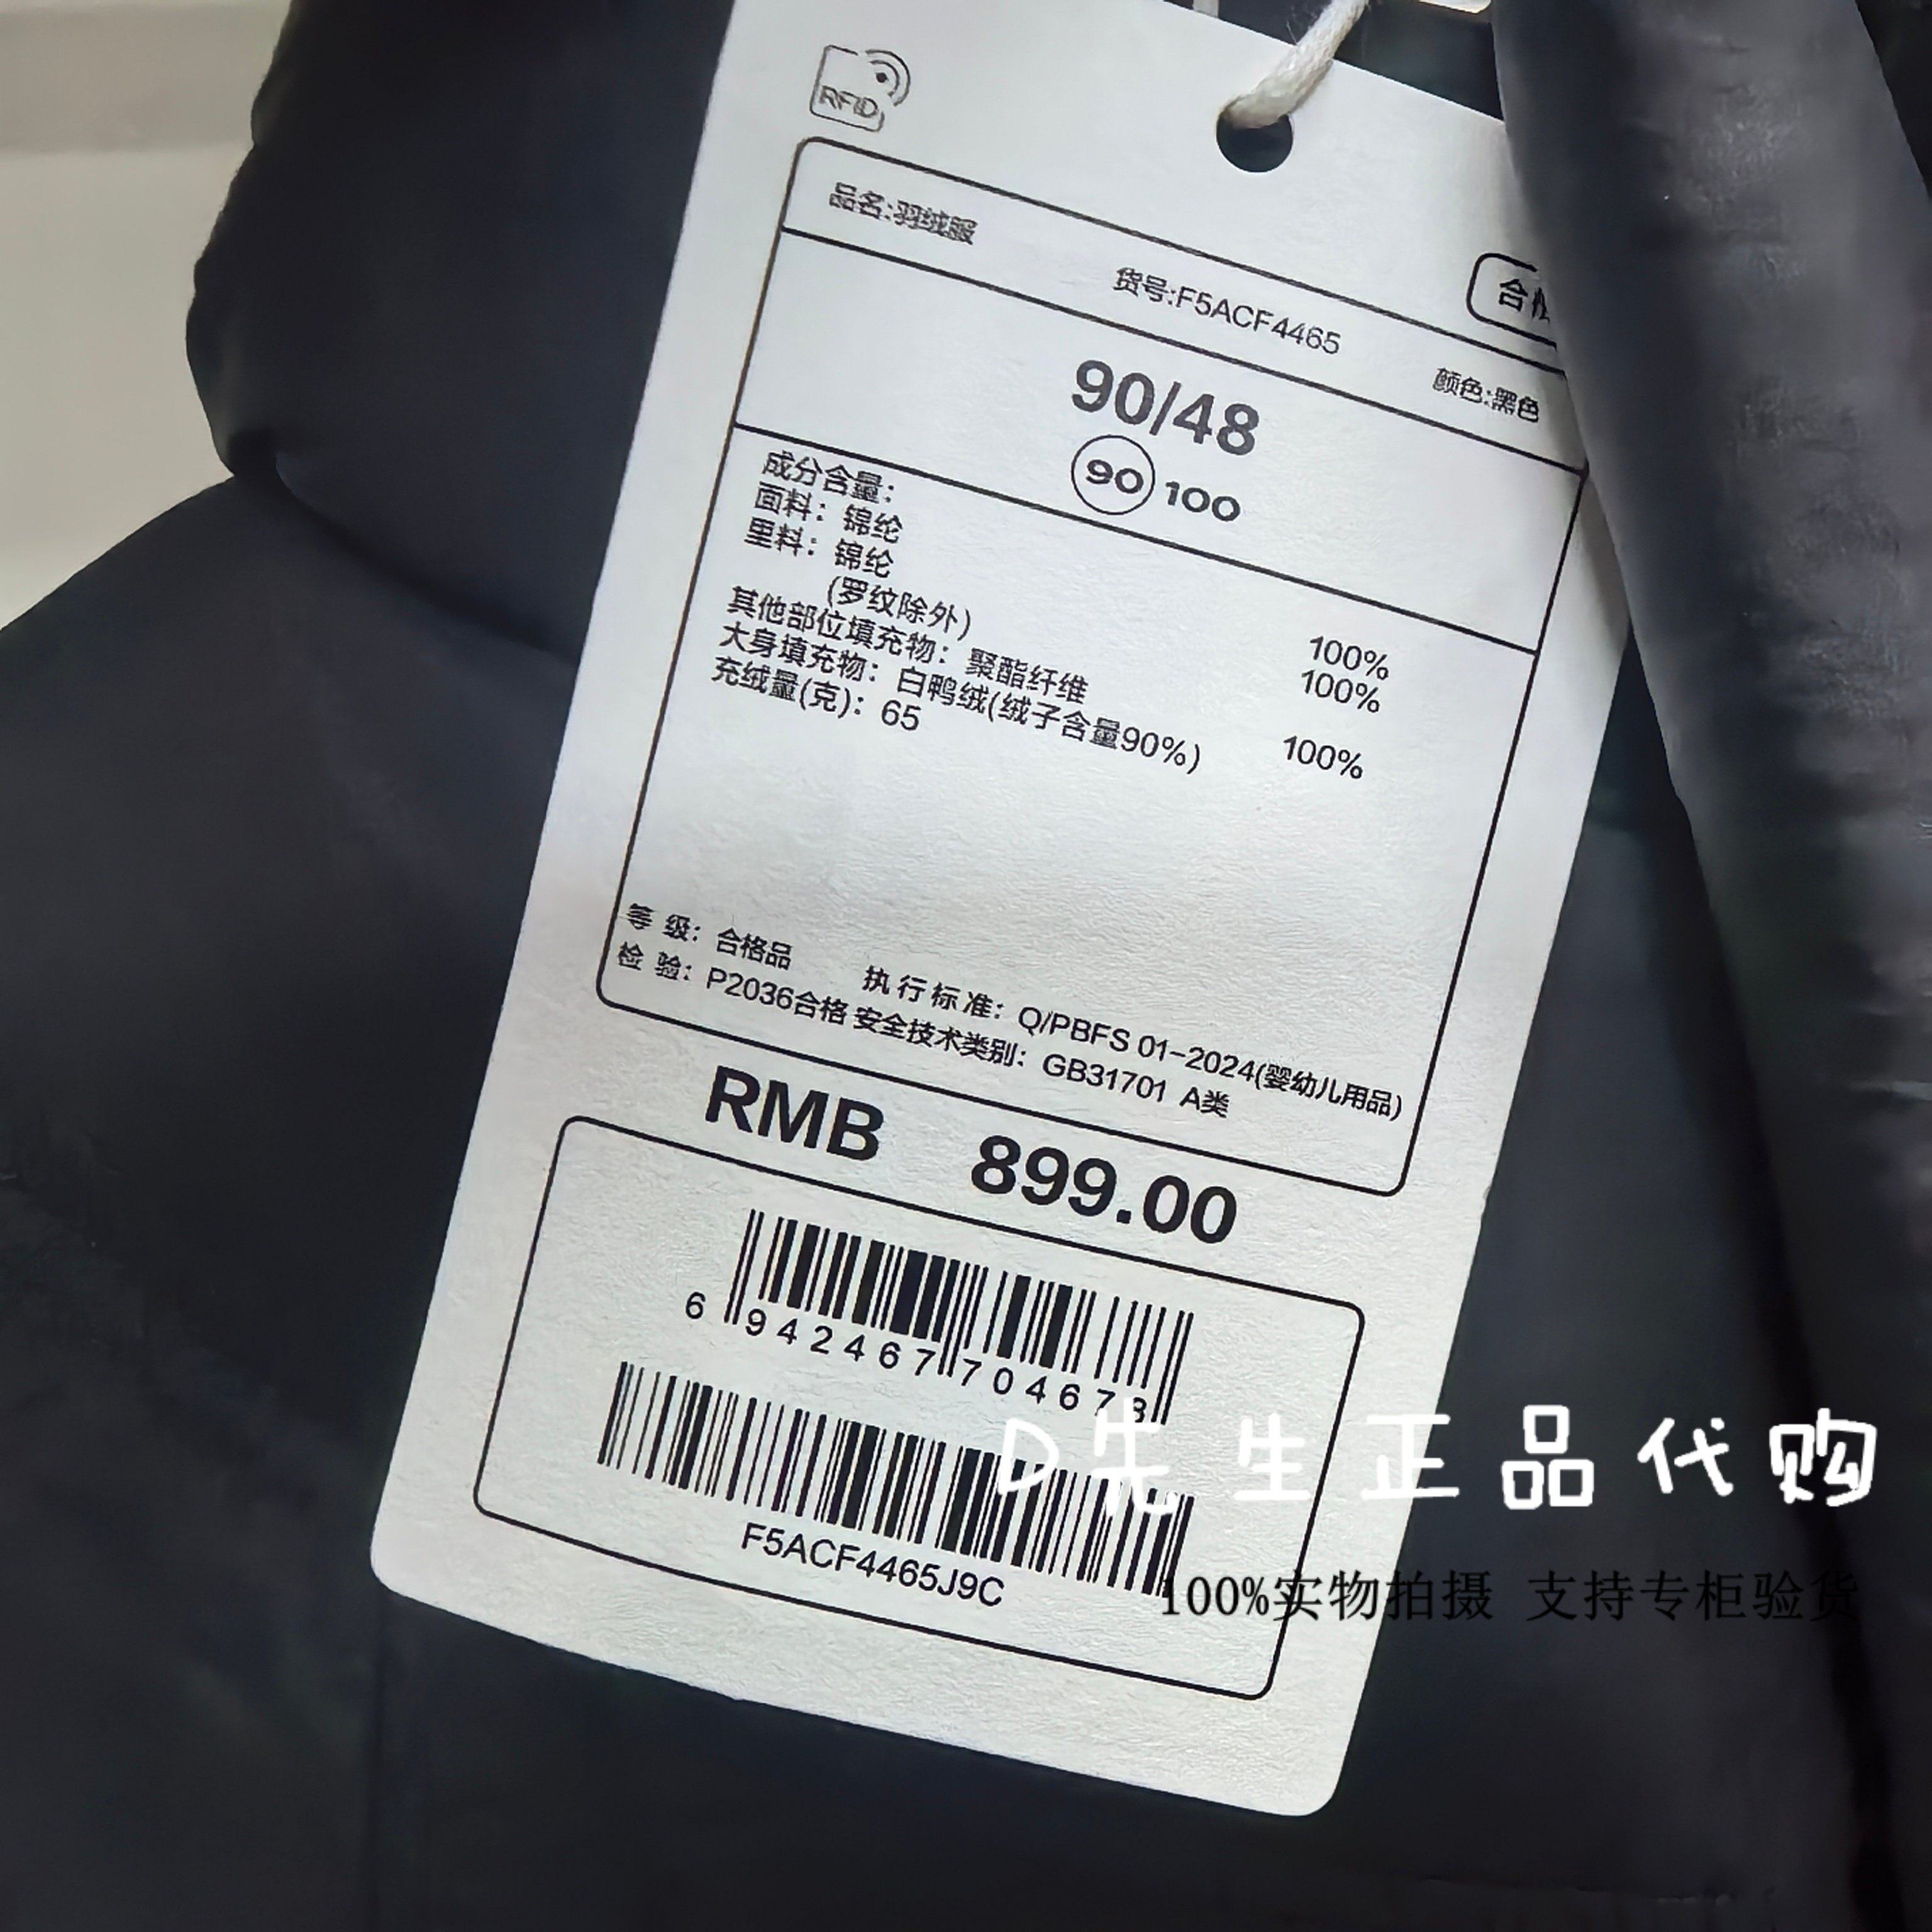 RFID
合格
品名:羽绒服
货号:F5ACF4465
颜色:黑色
90/48
90 100
成分含量:
面料: 锦纶 100%
里料: 锦纶 100%
(罗纹除外)
其他部位填充物: 聚酯纤维 100%
大身填充物: 白鸭绒(绒子含量90%)
充绒量(克): 65
等 级: 合格品 执行标准: Q/PBFS 01-2024(婴幼儿用品)
检 验: P2036合格 安全技术类别: GB31701 A类
RMB 899.00
6 942467 704673
F5ACF4465J9C
D先生正品代购
100%实物拍摄 支持专柜验货